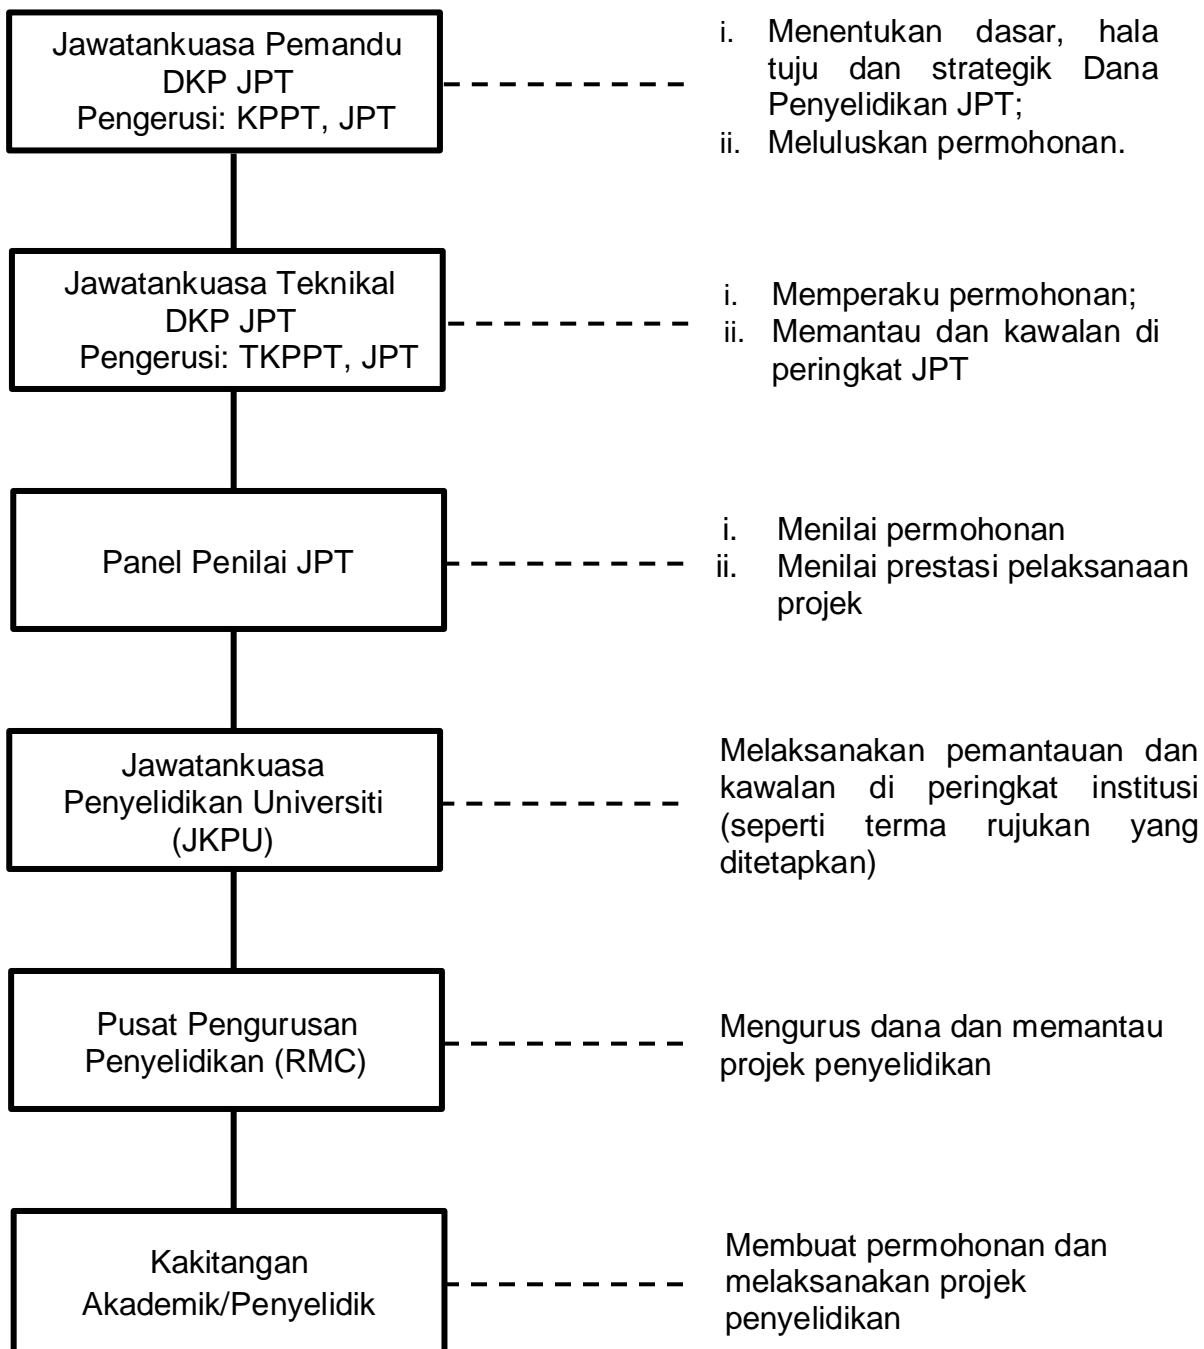 Jawatankuasa Pemandu
DKP JPT
Pengerusi: KPPT, JPT
i. Menentukan dasar, hala
tuju dan strategik Dana
Penyelidikan JPT;
ii. Meluluskan permohonan.
Jawatankuasa Teknikal
DKP JPT
Pengerusi: TKPPT, JPT
i. Memperaku permohonan;
ii. Memantau dan kawalan di
peringkat JPT
Panel Penilai JPT
i. Menilai permohonan
ii. Menilai prestasi pelaksanaan
projek
Jawatankuasa
Penyelidikan Universiti
(JKPU)
Melaksanakan pemantauan dan
kawalan di peringkat institusi
(seperti terma rujukan yang
ditetapkan)
Pusat Pengurusan
Penyelidikan (RMC)
Mengurus dana dan memantau
projek penyelidikan
Kakitangan
Akademik/Penyelidik
Membuat permohonan dan
melaksanakan projek
penyelidikan